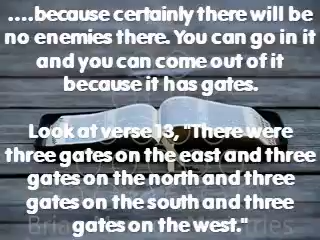 ....because certainly there will be
no enemies there. You can go in it
and you can come out of it
because it has gates.
Look at verse 13, "There were
three gates on the east and three
gates on the north and three
gates on the south and three
gates on the west."